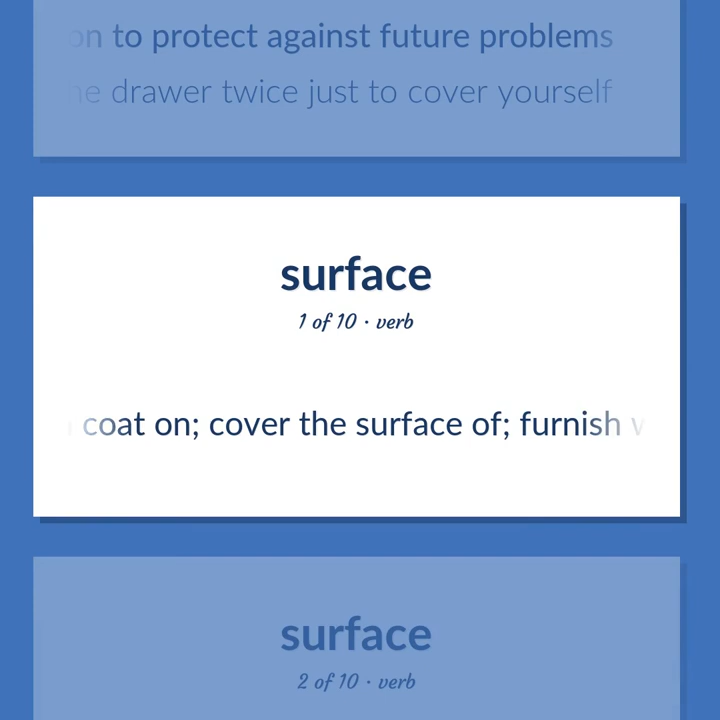 on to protect against future problems
drawer twice just to cover yourself
surface
1 of 10 · verb
coat on; cover the surface of; furnish
surface
2 of 10 · verb